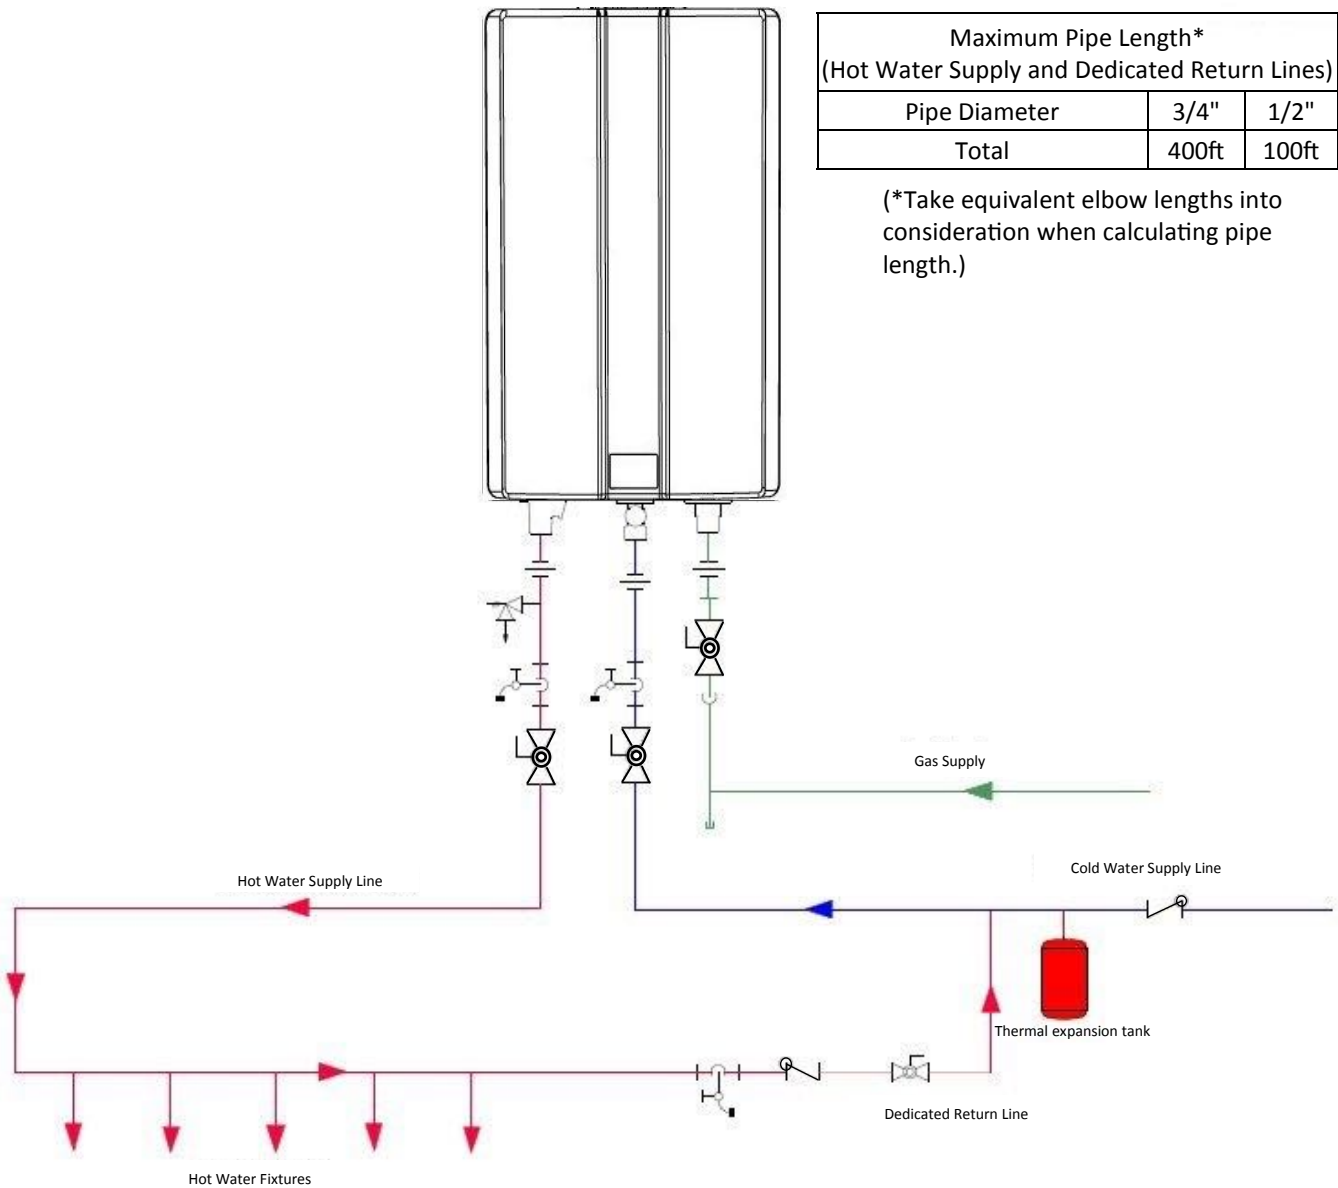 Maximum Pipe Length*
(Hot Water Supply and Dedicated Return Lines)
Pipe Diameter 3/4" 1/2"
Total 400ft 100ft
(*Take equivalent elbow lengths into
consideration when calculating pipe
length.)
Gas Supply
Cold Water Supply Line
Hot Water Supply Line
Thermal expansion tank
Dedicated Return Line
Hot Water Fixtures